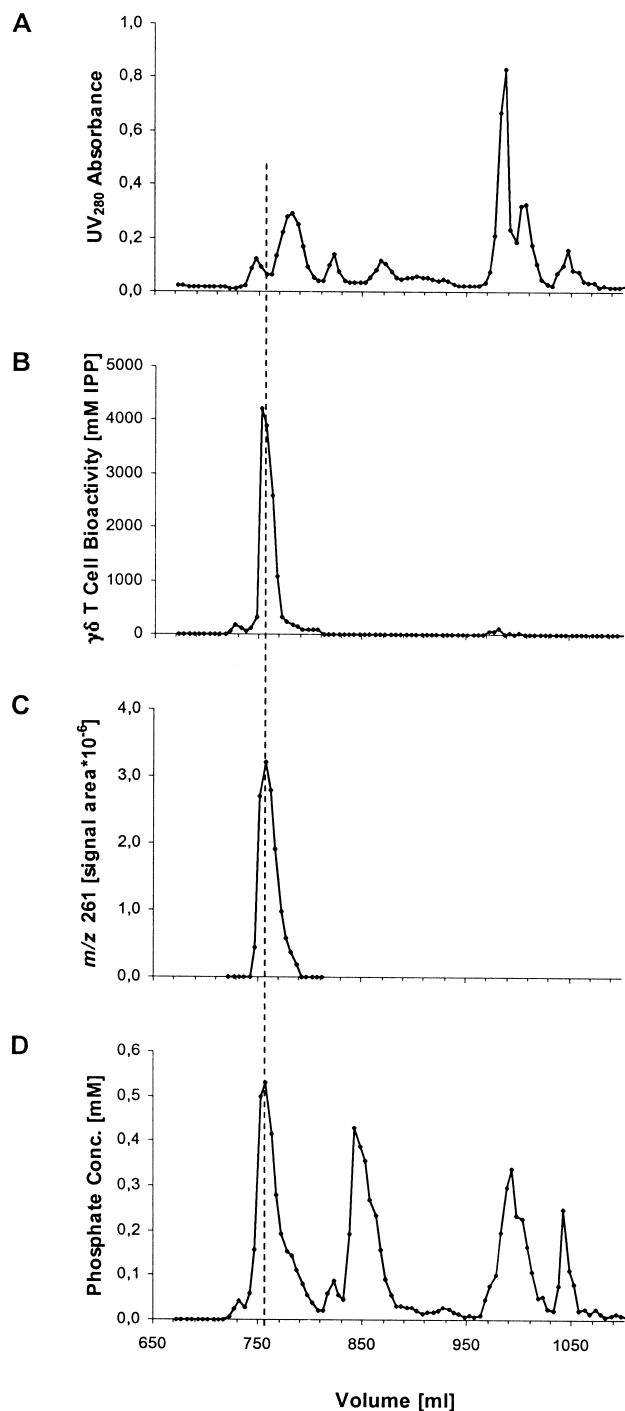 A
UV280 Absorbance
1,0
0,8
0,6
0,4
0,2
0,0
B
γδ T Cell Bioactivity [mM IPP]
5000
4000
3000
2000
1000
0
C
m/z 261 [signal area*10-6]
4,0
3,0
2,0
1,0
0,0
D
Phosphate Conc. [mM]
0,6
0,5
0,4
0,3
0,2
0,1
0,0
650 750 850 950 1050
Volume [ml]